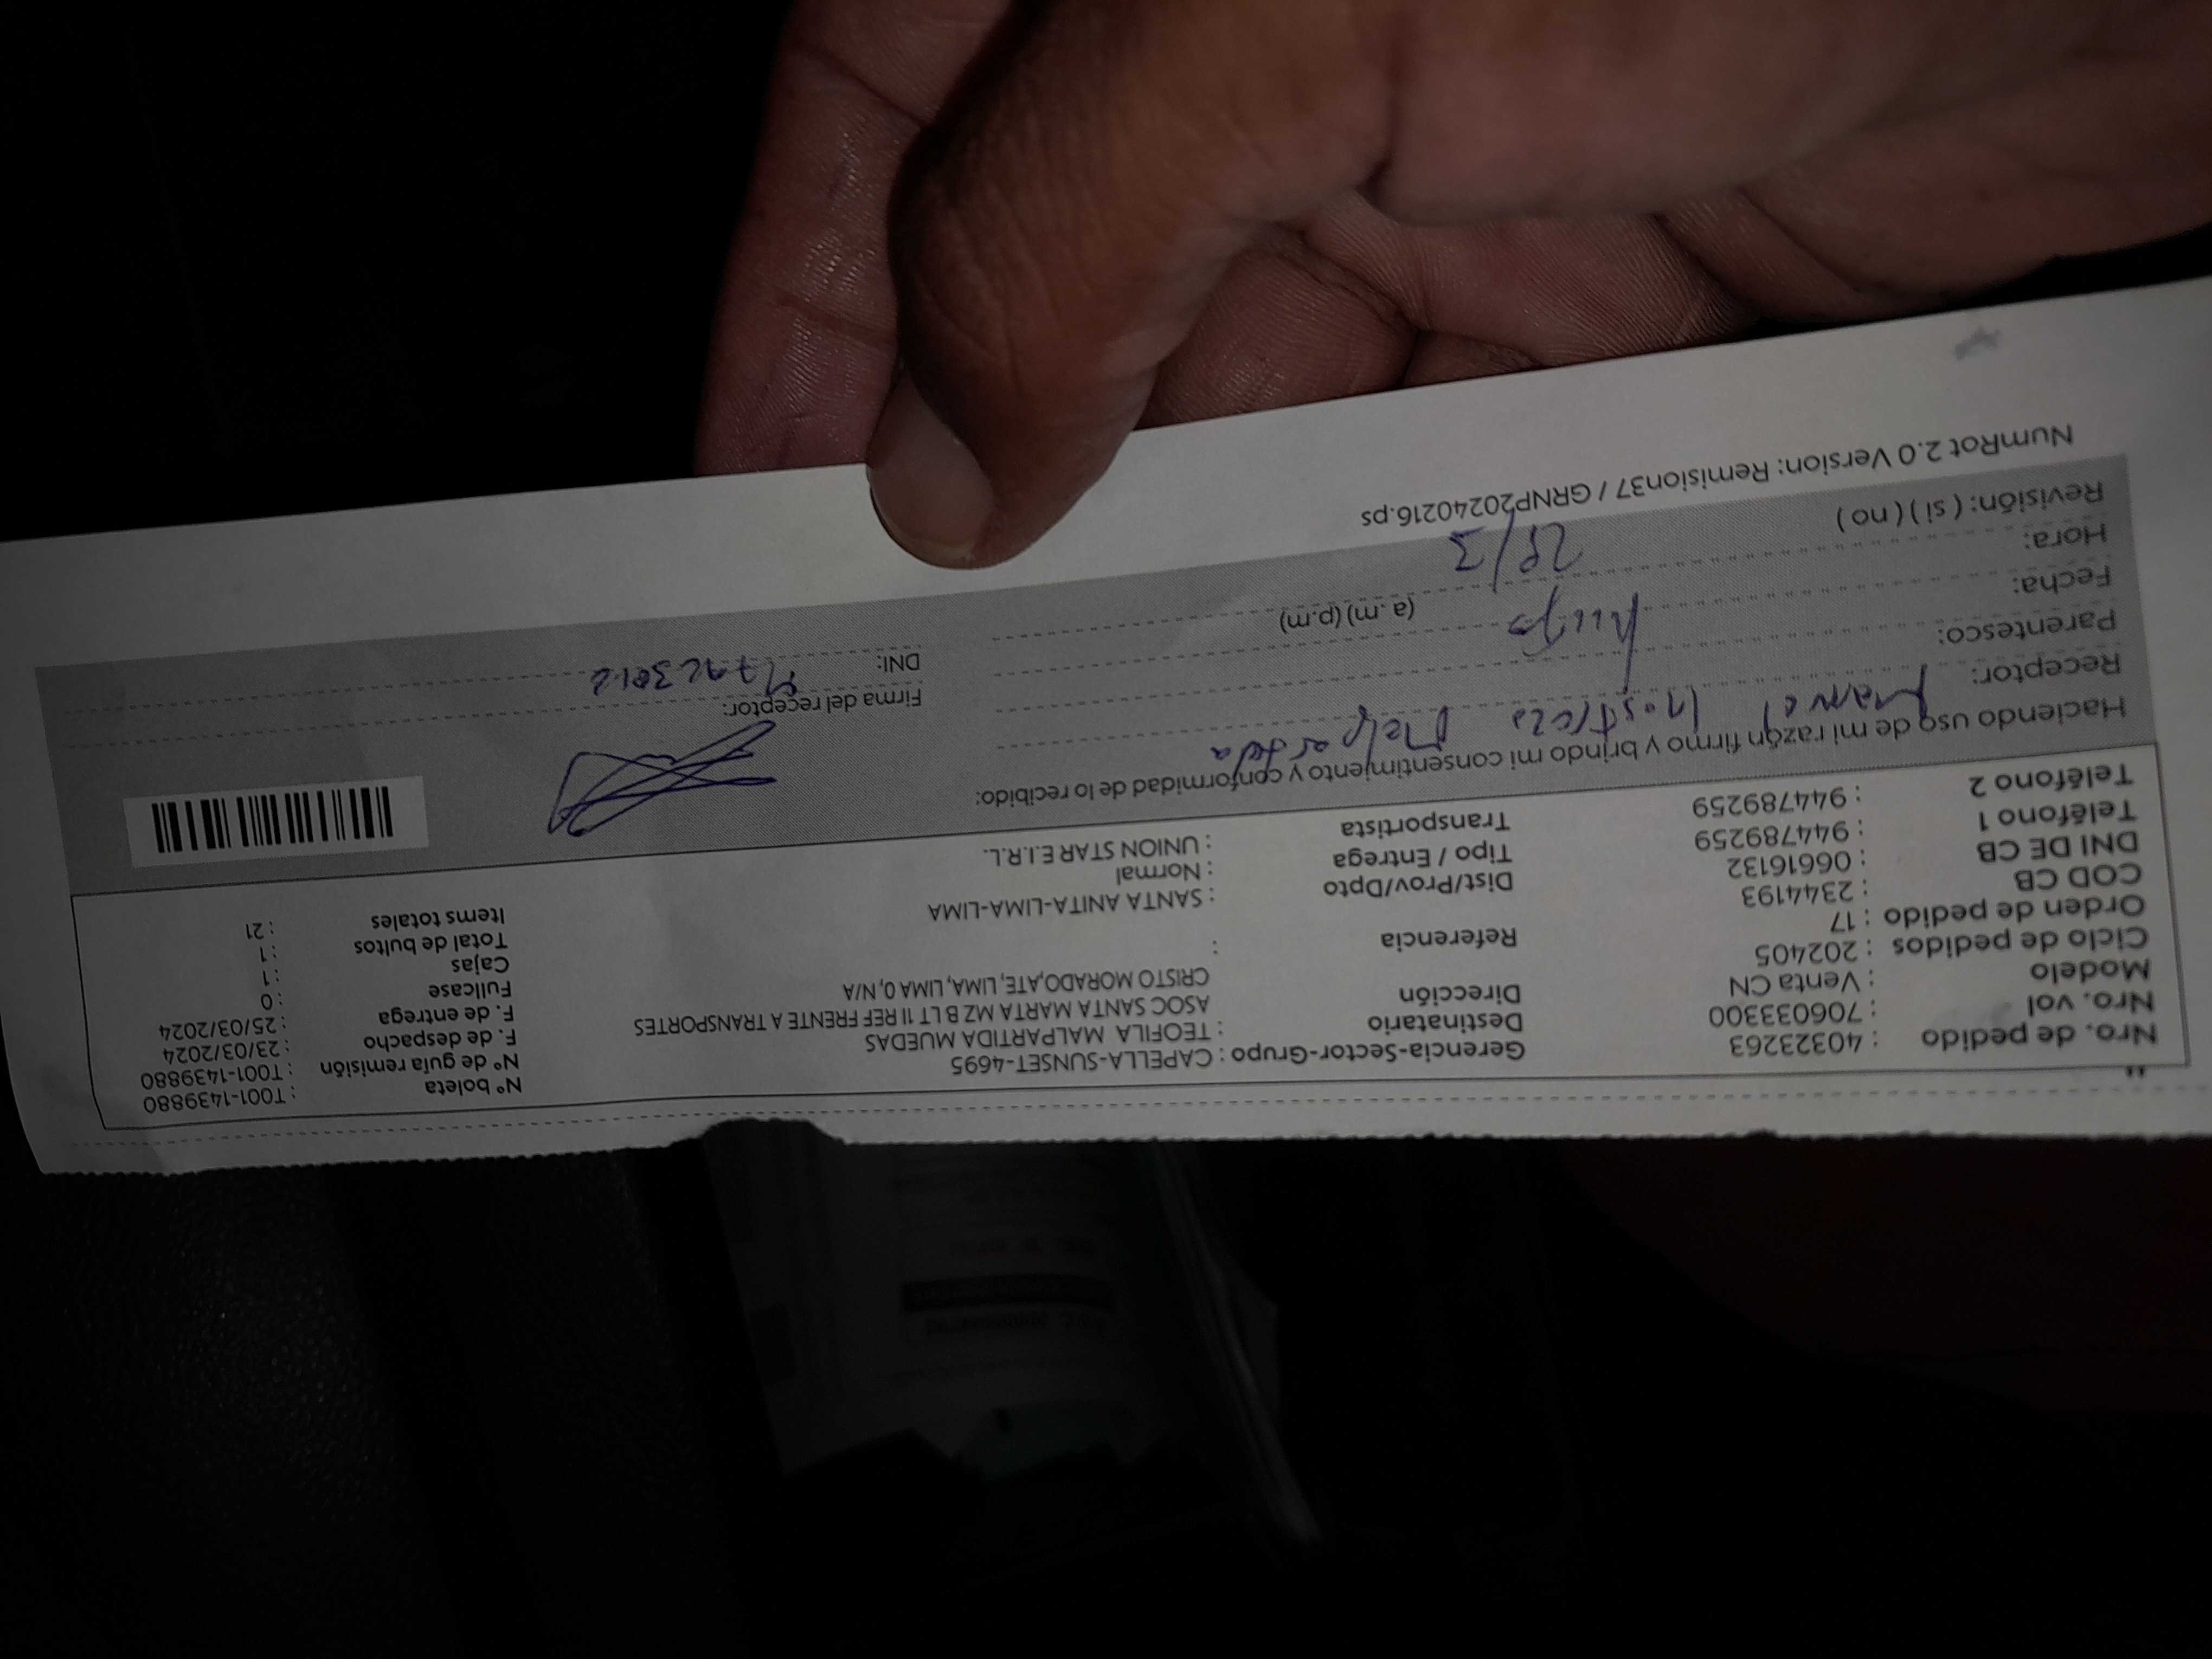 Nro. de pedido : 40323263
Nro. vol : 706033300
Modelo : Venta CN
Ciclo de pedidos : 202405
Orden de pedido : 17
COD CB : 2344193
DNI DE CB : 06616132
Teléfono 1 : 944789259
Teléfono 2 : 944789259
Gerencia-Sector-Grupo : CAPELLA-SUNSET-4695
Destinatario : TEOFILA MALPARTIDA MUEDAS
Dirección ASOC SANTA MARTA MZ B LT 11 REF FRENTE A TRANSPORTES
CRISTO MORADO,ATE, LIMA, LIMA 0, N/A
Referencia :
Dist/Prov/Dpto : SANTA ANITA-LIMA-LIMA
Tipo / Entrega : Normal
Transportista : UNION STAR E.I.R.L.
Nº boleta : T001-1439880
Nº de guía remisión : T001-1439880
F. de despacho : 23/03/2024
F. de entrega : 25/03/2024
Fullcase : 0
Cajas : 1
Total de bultos : 1
Items totales : 21
Haciendo uso de mi razón firmo y brindo mi consentimiento y conformidad de lo recibido:
Receptor:
Parentesco:
Fecha:
Hora: (a.m) (p.m)
Revisión: ( si ) ( no )
Firma del receptor:
DNI:
NumRot 2.0 Version: Remision37 / GRNP20240216.ps